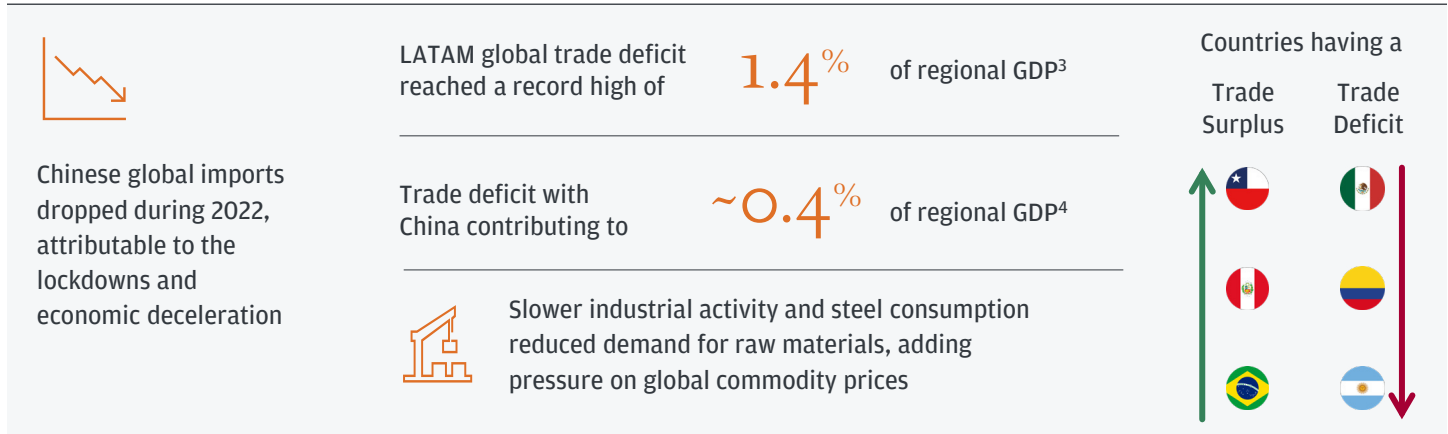 Chinese global imports
dropped during 2022,
attributable to the
lockdowns and
economic deceleration
LATAM global trade deficit
reached a record high of
1.4%
of regional GDP3
Trade deficit with
China contributing to
~0.4%
of regional GDP4
Slower industrial activity and steel consumption
reduced demand for raw materials, adding
pressure on global commodity prices
Countries having a
Trade
Surplus
Trade
Deficit